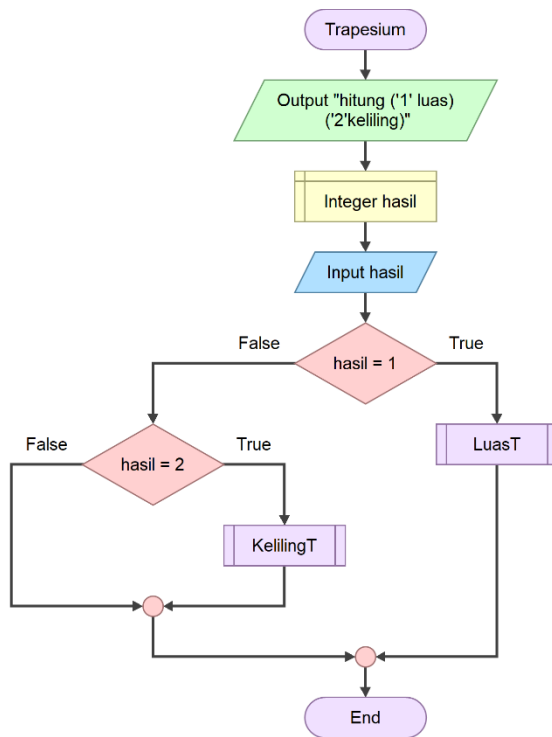 Trapesium
Output "hitung ('1' luas)
('2'keliling)"
Integer hasil
Input hasil
False
True
hasil = 1
False
True
hasil = 2
LuasT
KelilingT
End